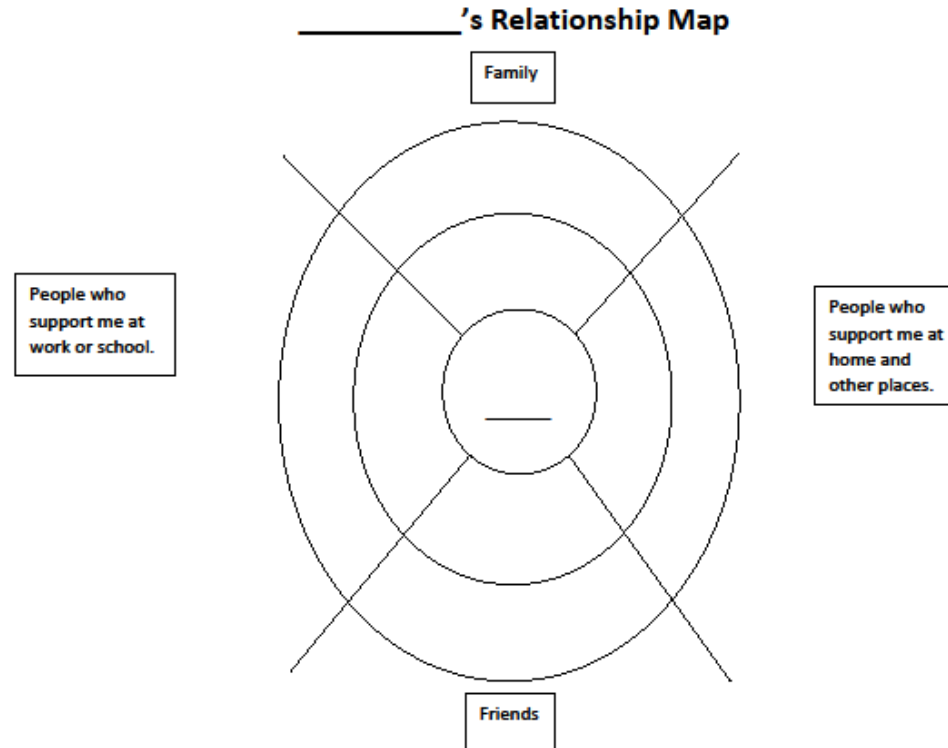 __________'s Relationship Map
Family
People who
support me at
work or school.
People who
support me at
home and
other places.
____
Friends